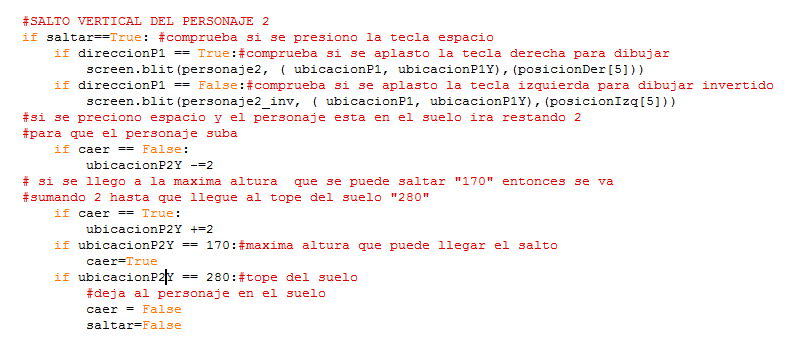 #SALTO VERTICAL DEL PERSONAJE 2
if saltar==True: #comprueba si se presiono la tecla espacio
    if direccionP1 == True:#comprueba si se aplasto la tecla derecha para dibujar
        screen.blit(personaje2, ( ubicacionP1, ubicacionP1Y),(posicionDer[5]))
    if direccionP1 == False:#comprueba si se aplasto la tecla izquierda para dibujar invertido
        screen.blit(personaje2_inv, ( ubicacionP1, ubicacionP1Y),(posicionIzq[5]))
#si se preciono espacio y el personaje esta en el suelo ira restando 2
#para que el personaje suba
    if caer == False:
        ubicacionP2Y -=2
# si se llego a la maxima altura  que se puede saltar "170" entonces se va
#sumando 2 hasta que llegue al tope del suelo "280"
    if caer == True:
        ubicacionP2Y +=2
    if ubicacionP2Y == 170:#maxima altura que puede llegar el salto
        caer=True
    if ubicacionP2Y == 280:#tope del suelo
        #deja al personaje en el suelo
        caer = False
        saltar=False